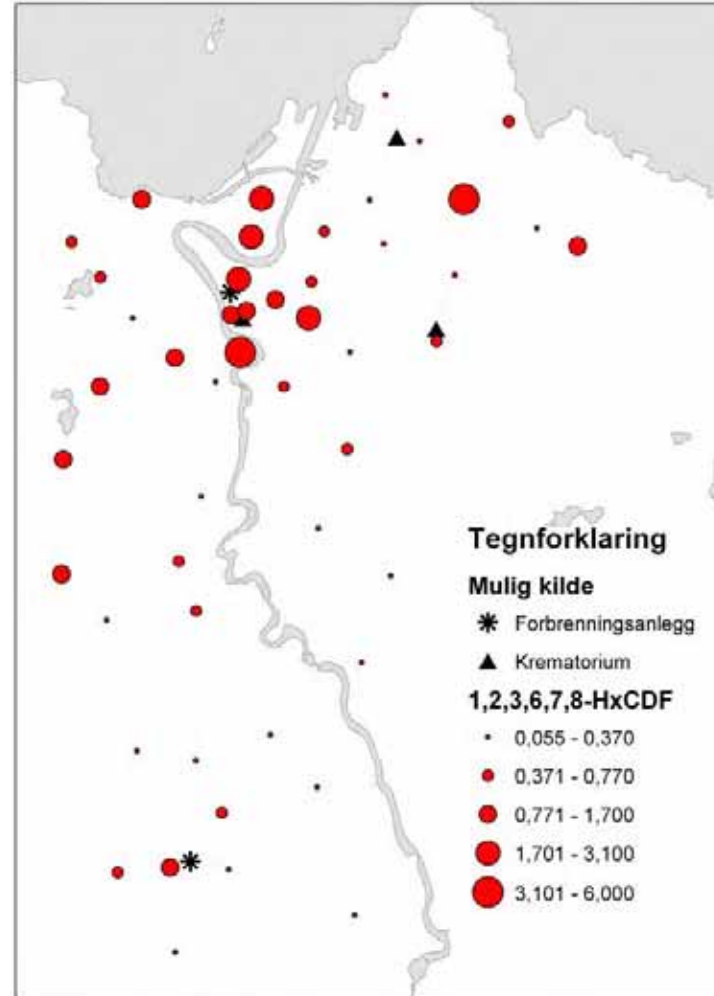 Tegnforklaring
Mulig kilde
Forbrenningsanlegg
Krematorium
1,2,3,6,7,8-HxCDF
0,055 - 0,370
0,371 - 0,770
0,771 - 1,700
1,701 - 3,100
3,101 - 6,000